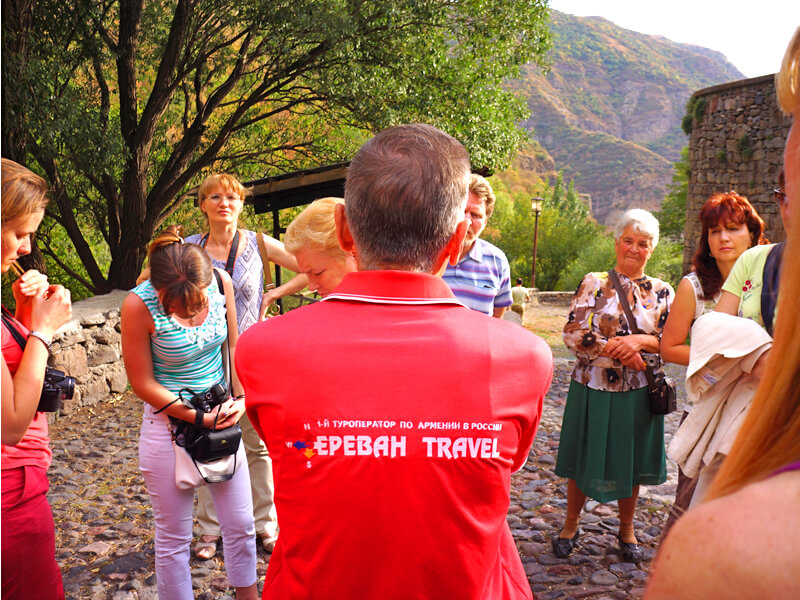 N
1-Й ТУРОПЕРАТОР ПО АРМЕНИИ В РОССИИ
W ЕРЕВАН TRAVEL
S